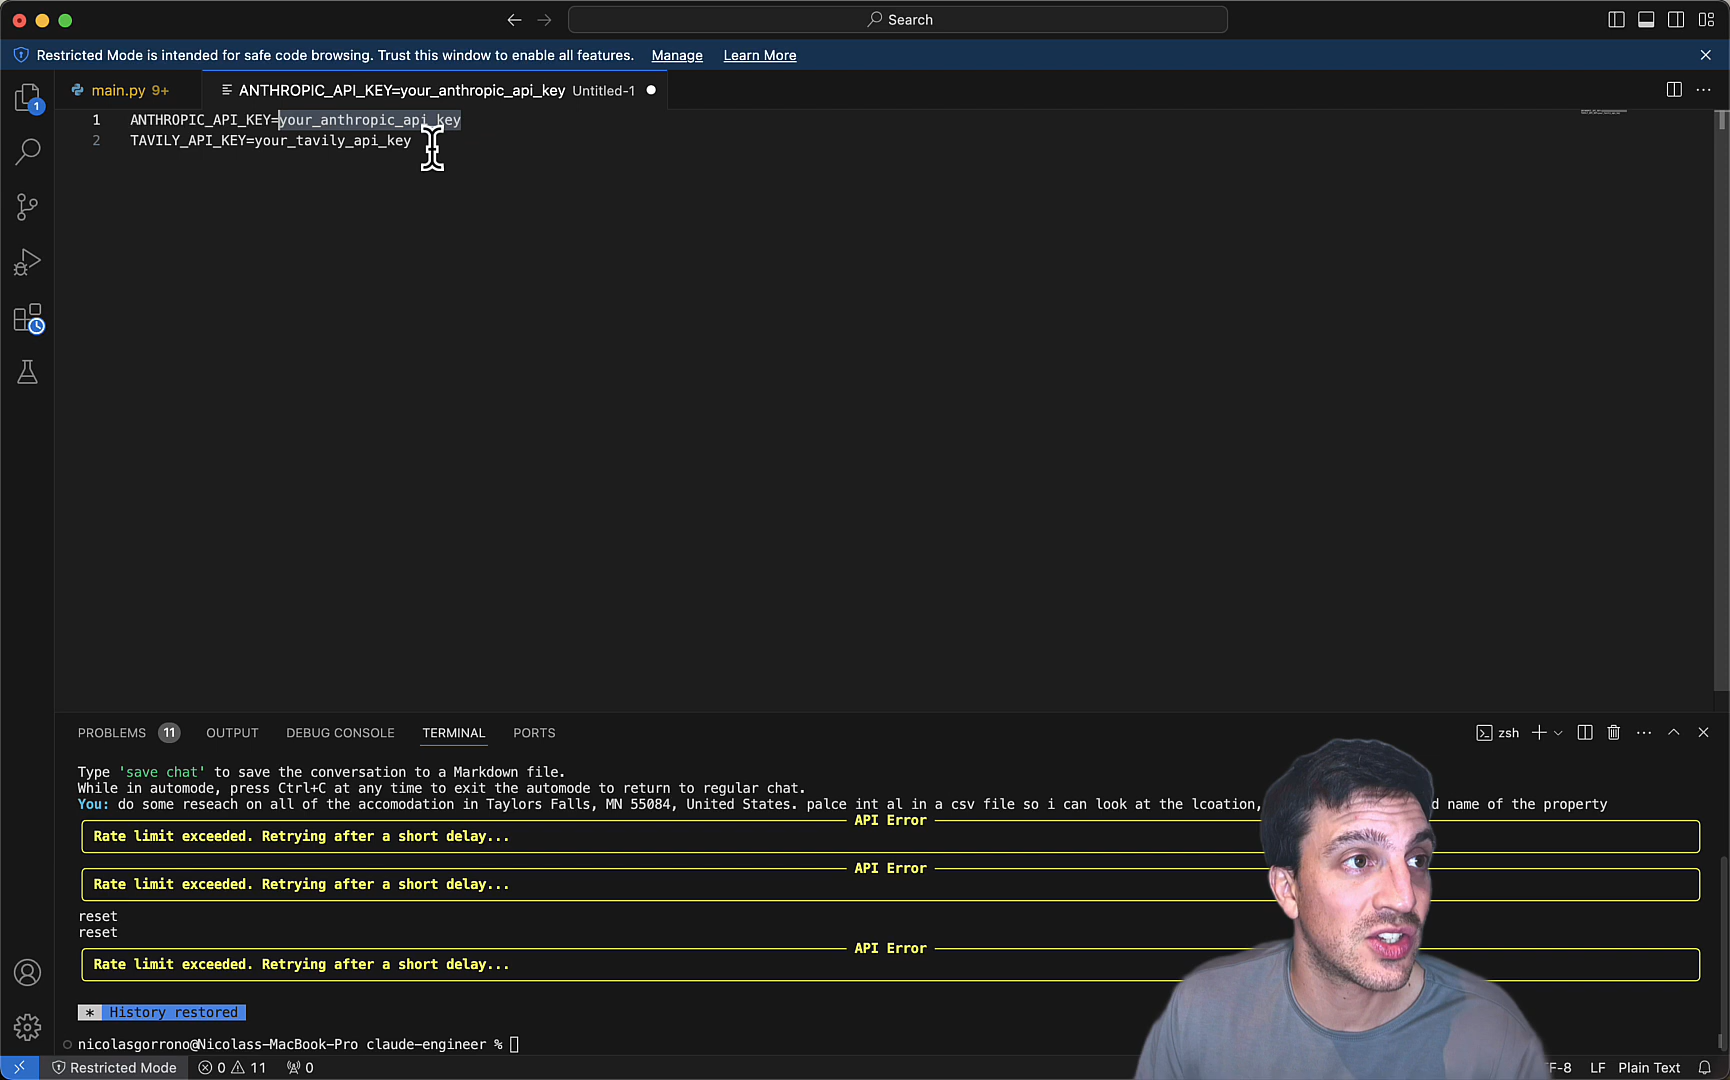 Search
Restricted Mode is intended for safe code browsing. Trust this window to enable all features. Manage Learn More
1 main.py 9+ ANTHROPIC_API_KEY=your_anthropic_api_key Untitled-1
1 ANTHROPIC_API_KEY=your_anthropic_api_key
2 TAVILY_API_KEY=your_tavily_api_key
PROBLEMS 11 OUTPUT DEBUG CONSOLE TERMINAL PORTS zsh
Type 'save chat' to save the conversation to a Markdown file.
While in automode, press Ctrl+C at any time to exit the automode to return to regular chat.
You: do some reseach on all of the accomodation in Taylors Falls, MN 55084, United States. palce int al in a csv file so i can look at the lcoation, d name of the property
API Error
Rate limit exceeded. Retrying after a short delay...
API Error
Rate limit exceeded. Retrying after a short delay...
reset
reset
API Error
Rate limit exceeded. Retrying after a short delay...
* History restored
nicolasgorrono@Nicolass-MacBook-Pro claude-engineer %
Restricted Mode 0 11 0 F-8 LF Plain Text